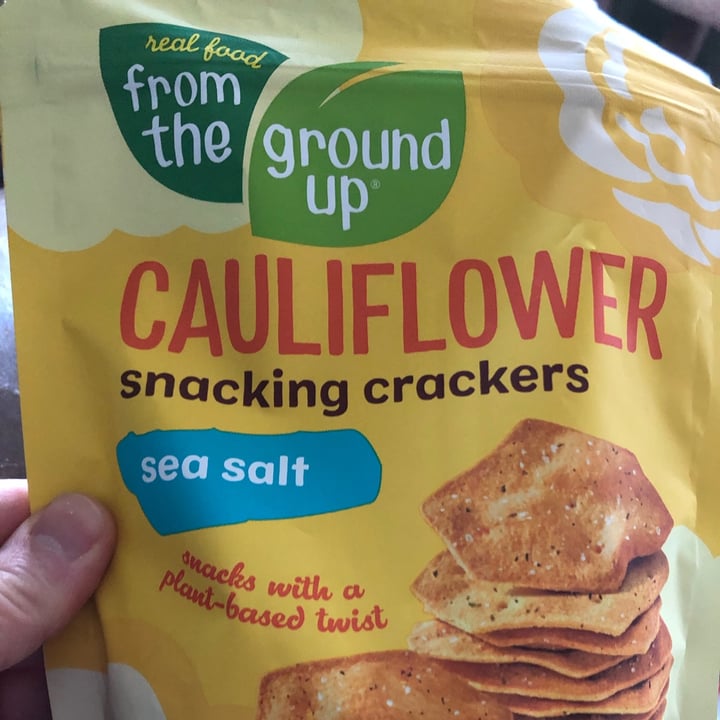 real food
from
the
ground
up®
CAULIFLOWER
snacking crackers
sea salt
snacks with a
plant-based twist